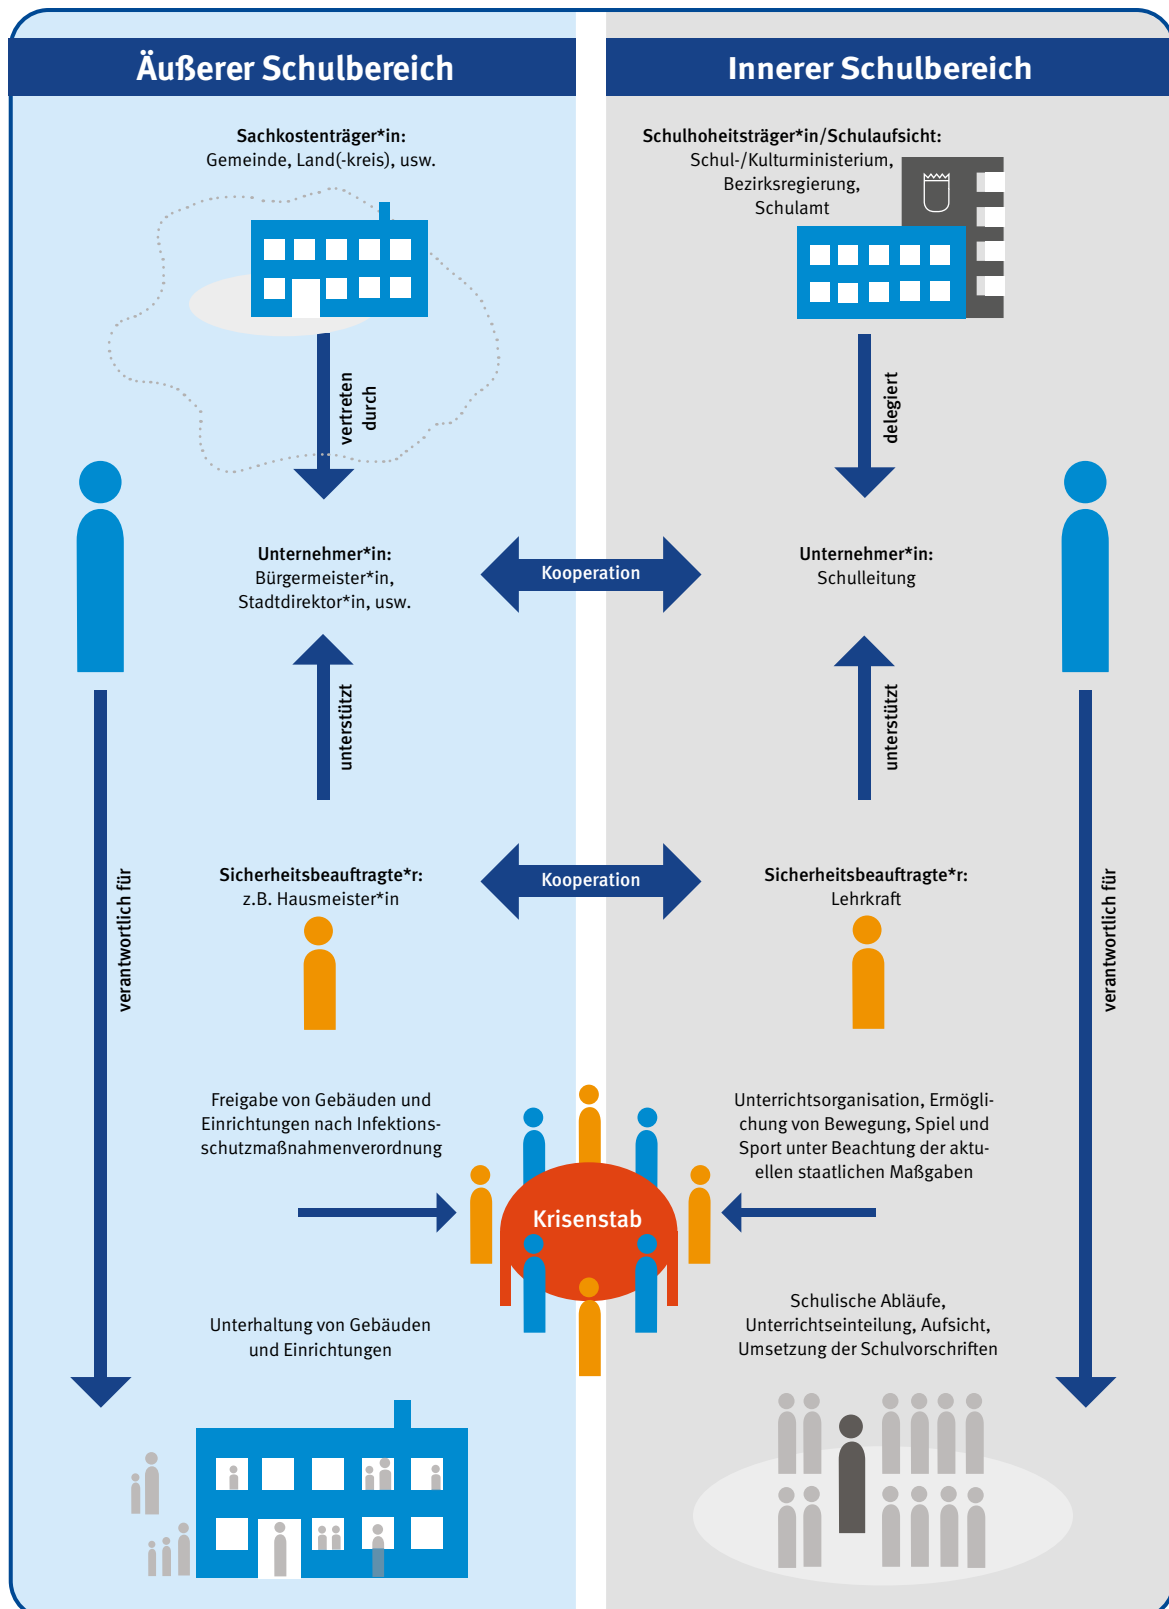 Äußerer Schulbereich
Sachkostenträger*in:
Gemeinde, Land(-kreis), usw.
vertreten
durch
Unternehmer*in:
Bürgermeister*in,
Stadtdirektor*in, usw.
unterstützt
Sicherheitsbeauftragte*r:
z.B. Hausmeister*in
verantwortlich für
Freigabe von Gebäuden und
Einrichtungen nach Infektions-
schutzmaßnahmenverordnung
Unterhaltung von Gebäuden
und Einrichtungen
Kooperation
Kooperation
Krisenstab
Innerer Schulbereich
Schulhoheitsträger*in/Schulaufsicht:
Schul-/Kulturministerium,
Bezirksregierung,
Schulamt
delegiert
Unternehmer*in:
Schulleitung
unterstützt
Sicherheitsbeauftragte*r:
Lehrkraft
verantwortlich für
Unterrichtsorganisation, Ermögli-
chung von Bewegung, Spiel und
Sport unter Beachtung der aktu-
ellen staatlichen Maßgaben
Schulische Abläufe,
Unterrichtseinteilung, Aufsicht,
Umsetzung der Schulvorschriften